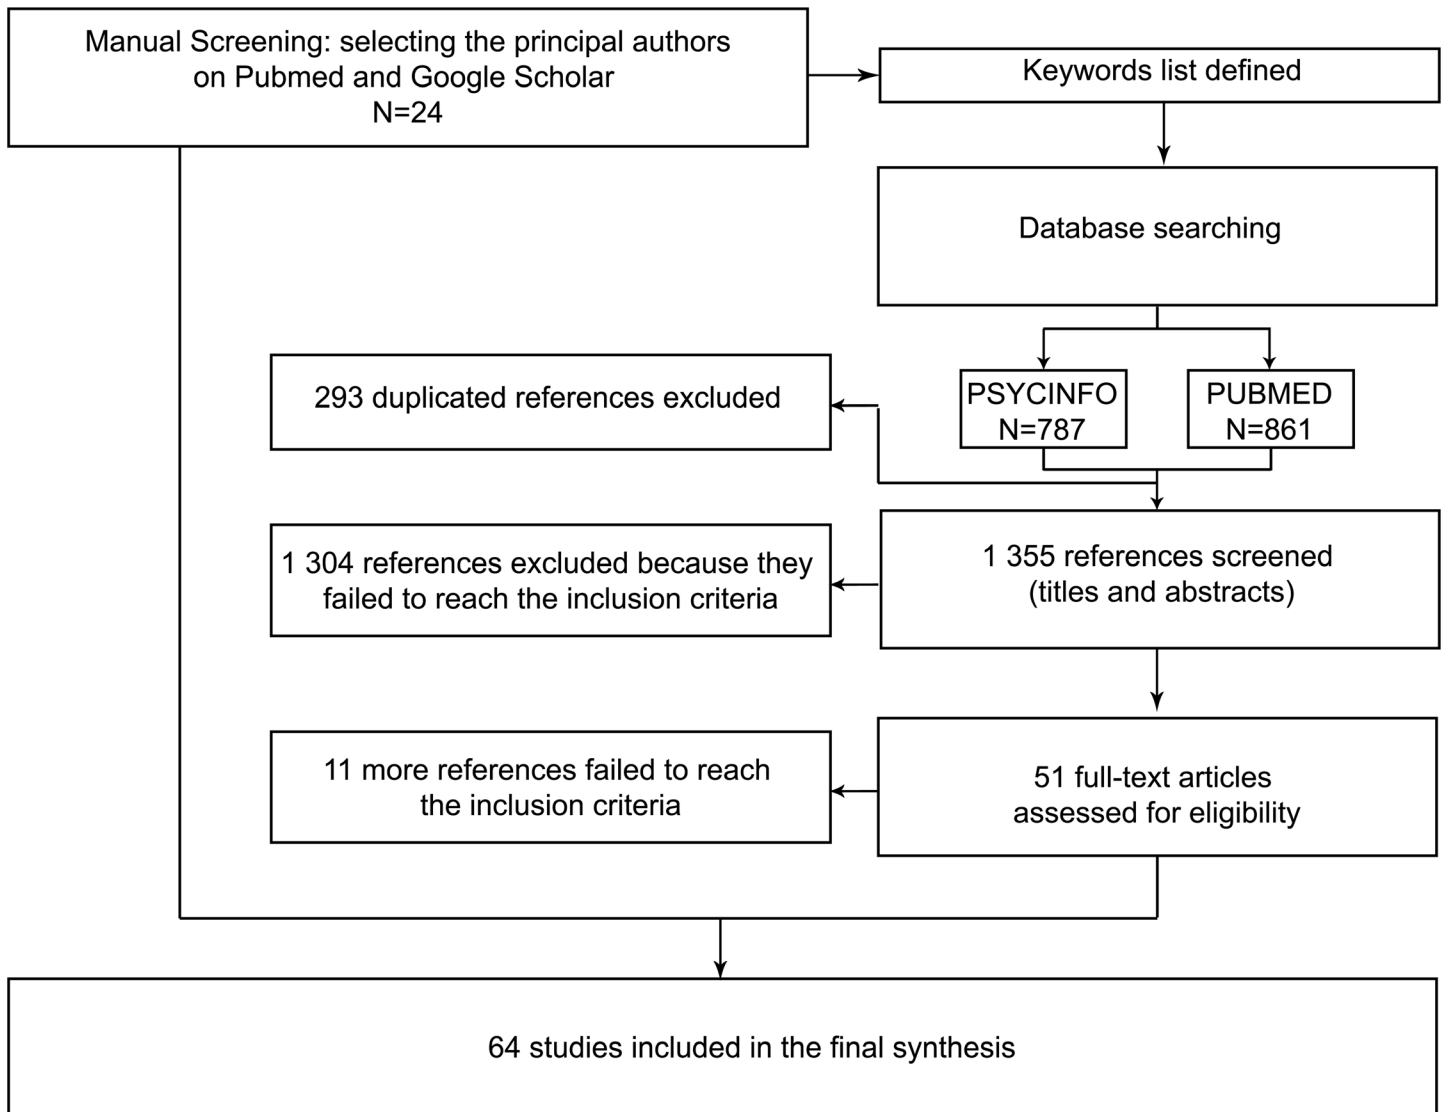 Manual Screening: selecting the principal authors
on Pubmed and Google Scholar
N=24
Keywords list defined
Database searching
PSYCINFO
N=787
PUBMED
N=861
293 duplicated references excluded
1 355 references screened
(titles and abstracts)
1 304 references excluded because they
failed to reach the inclusion criteria
51 full-text articles
assessed for eligibility
11 more references failed to reach
the inclusion criteria
64 studies included in the final synthesis